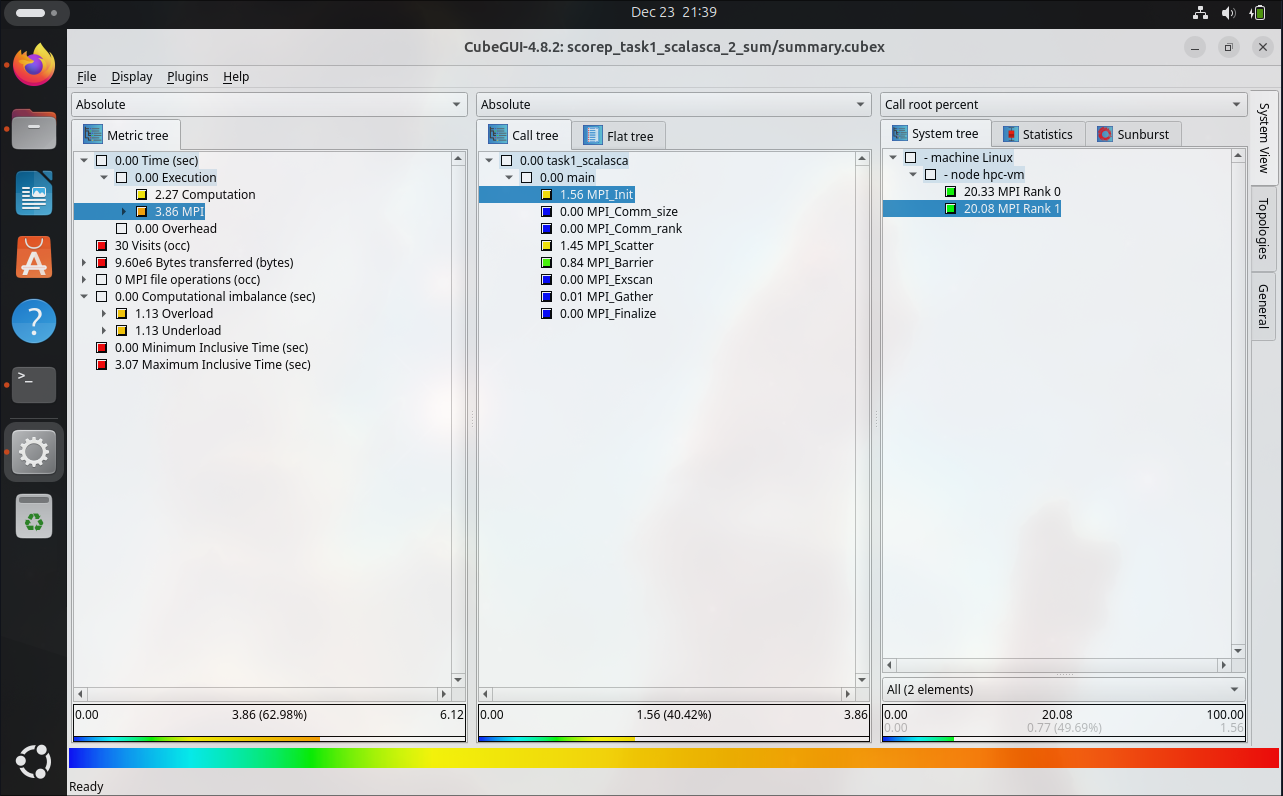 Dec 23 21:39
CubeGUI-4.8.2: scorep_task1_scalasca_2_sum/summary.cubex
File Display Plugins Help
Absolute
Metric tree
0.00 Time (sec)
0.00 Execution
2.27 Computation
3.86 MPI
0.00 Overhead
30 Visits (occ)
9.60e6 Bytes transferred (bytes)
0 MPI file operations (occ)
0.00 Computational imbalance (sec)
1.13 Overload
1.13 Underload
0.00 Minimum Inclusive Time (sec)
3.07 Maximum Inclusive Time (sec)
0.00 3.86 (62.98%) 6.12
Absolute
Call tree Flat tree
0.00 task1_scalasca
0.00 main
1.56 MPI_Init
0.00 MPI_Comm_size
0.00 MPI_Comm_rank
1.45 MPI_Scatter
0.84 MPI_Barrier
0.00 MPI_Exscan
0.01 MPI_Gather
0.00 MPI_Finalize
0.00 1.56 (40.42%) 3.86
Call root percent
System tree Statistics Sunburst
- machine Linux
- node hpc-vm
20.33 MPI Rank 0
20.08 MPI Rank 1
All (2 elements)
0.00 20.08 100.00
0.00 0.77 (49.69%) 1.56
System View
Topologies
General
Ready